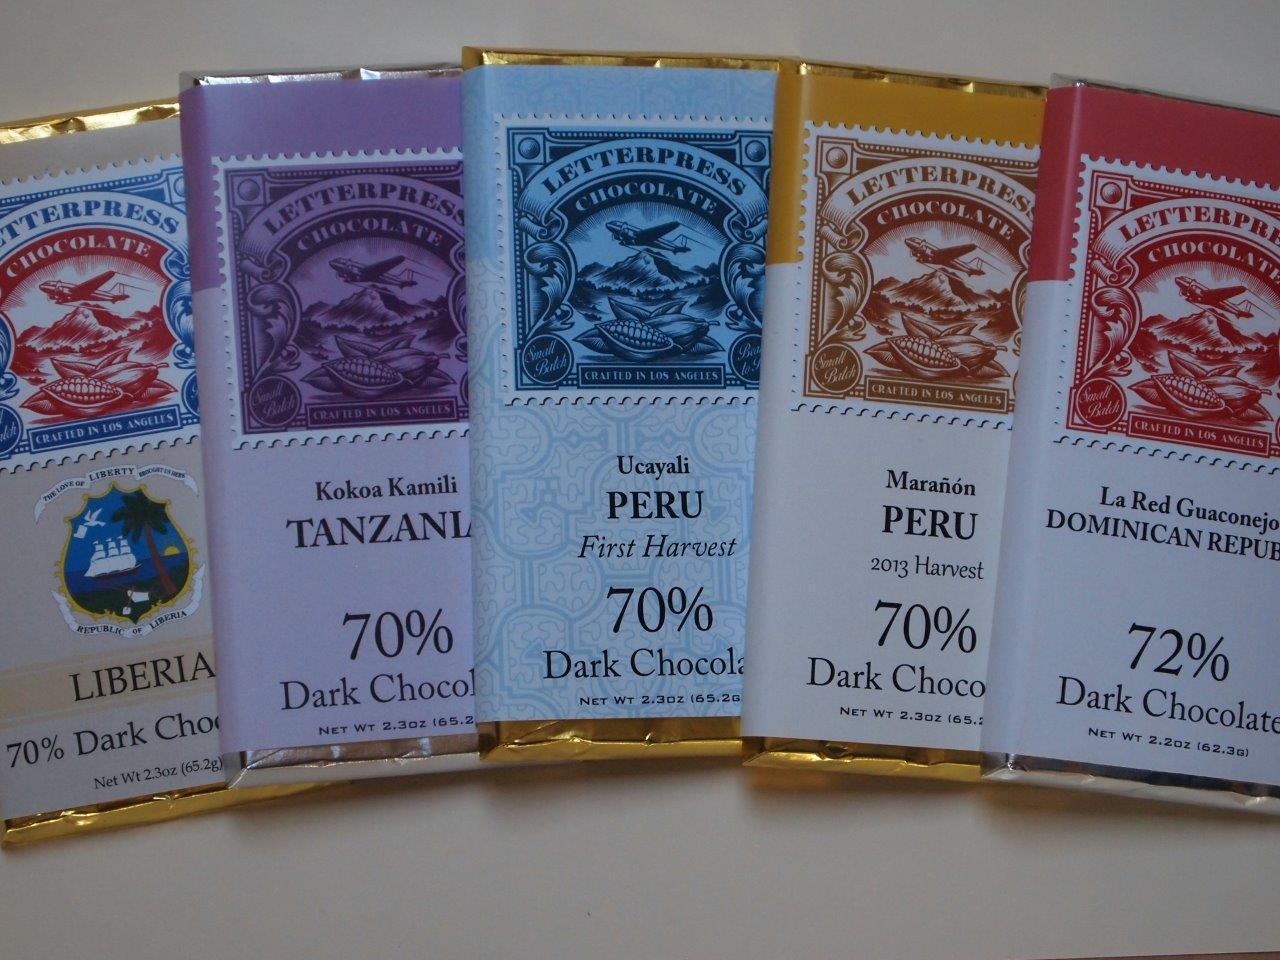 ETTERPRESS
CHOCOLATE
CRAFTED IN LOS ANGELES
THE LOVE OF LIBERTY BROUGHT US HERE
REPUBLIC OF LIBERIA
LIBERIA
70% Dark Choc
Net Wt 2.3oz (65.2g)
LETTERPRESS
CHOCOLATE
Small
Batch
CRAFTED IN LOS ANGELES
Kokoa Kamili
TANZANIA
70%
Dark Chocol
NET WT 2.3OZ (65.2
LETTERPRESS
CHOCOLATE
Small
Batch
Bean
to
CRAFTED IN LOS ANGELES
Ucayali
PERU
First Harvest
70%
Dark Chocola
NET WT 2.3OZ (65.2G
LETTERPRESS
CHOCOLATE
Small
Batch
CRAFTED IN LOS ANGELES
Marañón
PERU
2013 Harvest
70%
Dark Choco
NET WT 2.3OZ (65.2
LETTERPRE
CHOCOLATE
Small
Batch
CRAFTED IN LOS ANGELES
La Red Guaconejo
DOMINICAN REPUB
72%
Dark Chocolate
NET WT 2.2OZ (62.3G)